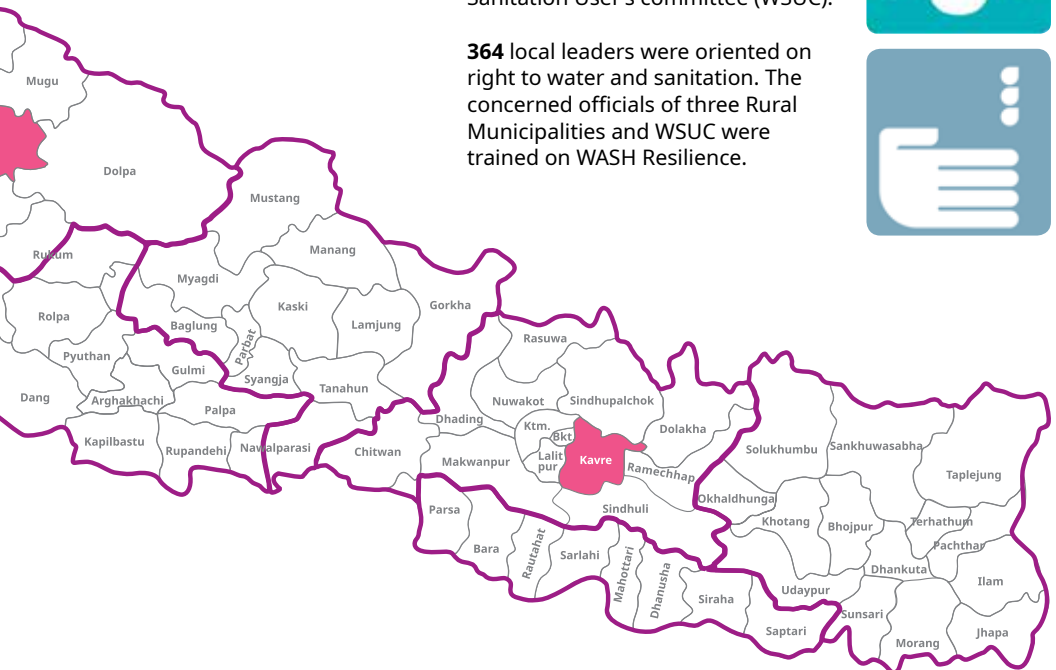 Sanitation User's committee (WSUC).
364 local leaders were oriented on
right to water and sanitation. The
concerned officials of three Rural
Municipalities and WSUC were
trained on WASH Resilience.
Mugu
Dolpa
Mustang
Rukum
Manang
Myagdi
Rolpa
Kaski
Gorkha
Baglung
Lamjung
Parbat
Rasuwa
Pyuthan
Gulmi
Syangja
Tanahun
Dang
Arghakhachi
Palpa
Nuwakot
Sindhupalchok
Dhading
Ktm.
Bkt.
Dolakha
Kapilbastu
Rupandehi
Nawalparasi
Chitwan
Makwanpur
Lalit
pur
Kavre
Ramechhap
Solukhumbu
Sankhuwasabha
Taplejung
Okhaldhunga
Parsa
Sindhuli
Khotang
Bhojpur
Terhathum
Pachthar
Bara
Rautahat
Sarlahi
Mahottari
Dhanusha
Siraha
Dhankuta
Ilam
Udaypur
Sunsari
Saptari
Morang
Jhapa